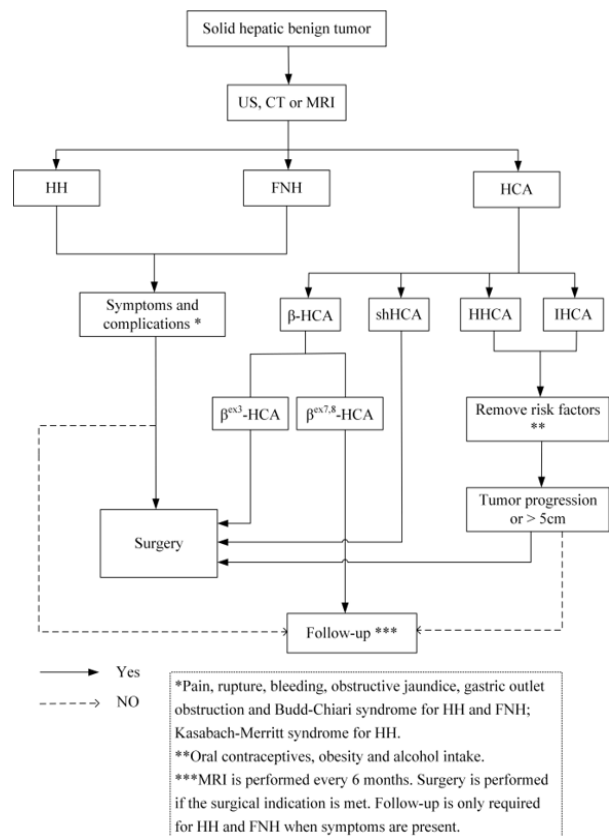 Solid hepatic benign tumor
US, CT or MRI
HH
FNH
HCA
Symptoms and
complications *
β-HCA
shHCA
HHCA
IHCA
β^ex3-HCA
β^ex7,8-HCA
Remove risk factors
**
Tumor progression
or > 5cm
Surgery
Follow-up ***
Yes
NO
*Pain, rupture, bleeding, obstructive jaundice, gastric outlet
obstruction and Budd-Chiari syndrome for HH and FNH;
Kasabach-Merritt syndrome for HH.
**Oral contraceptives, obesity and alcohol intake.
***MRI is performed every 6 months. Surgery is performed
if the surgical indication is met. Follow-up is only required
for HH and FNH when symptoms are present.